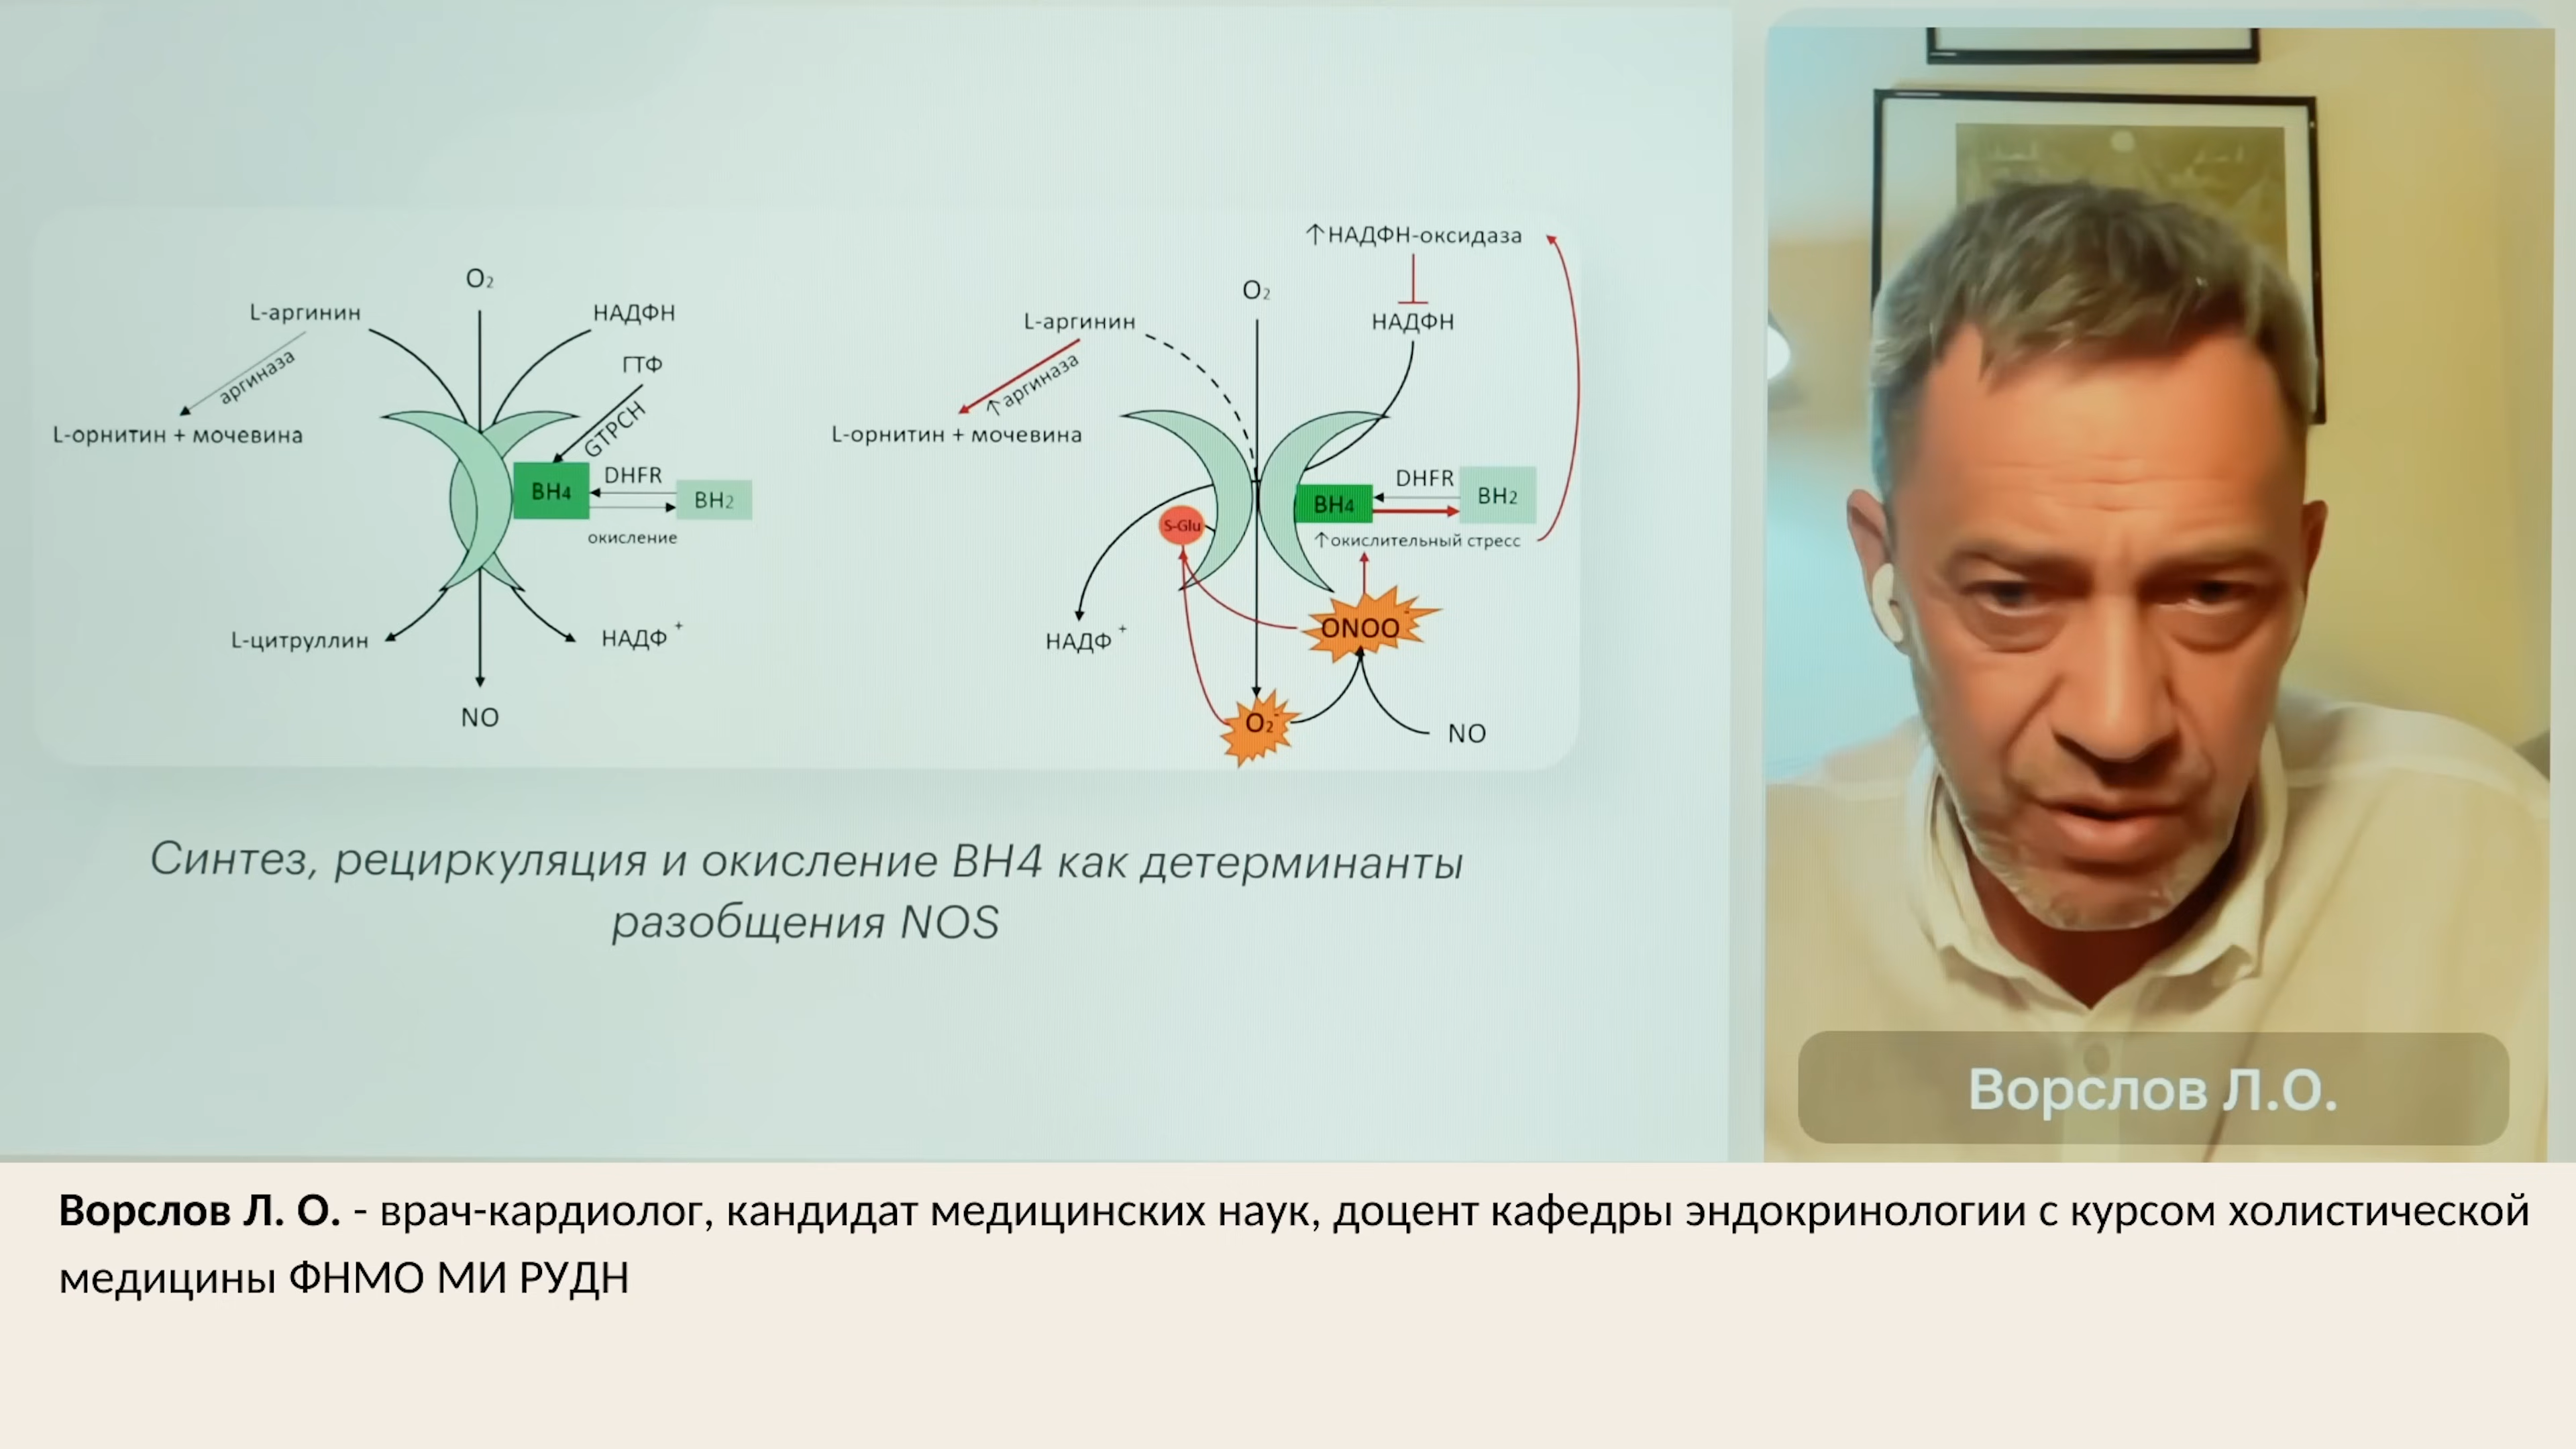 O₂
L-аргинин
НАДФН
ГТФ
аргиназа
GTPCH
L-орнитин + мочевина
DHFR
BH₄
BH₂
окисление
L-цитруллин
НАДФ⁺
NO
↑НАДФН-оксидаза
O₂
L-аргинин
НАДФН
↑аргиназа
L-орнитин + мочевина
DHFR
BH₄
BH₂
S-Glu
↑окислительный стресс
ONOO⁻
НАДФ⁺
O₂⁻
NO
Синтез, рециркуляция и окисление BH4 как детерминанты
разобщения NOS
Ворслов Л.О.
Ворслов Л. О. - врач-кардиолог, кандидат медицинских наук, доцент кафедры эндокринологии с курсом холистической
медицины ФНМО МИ РУДН